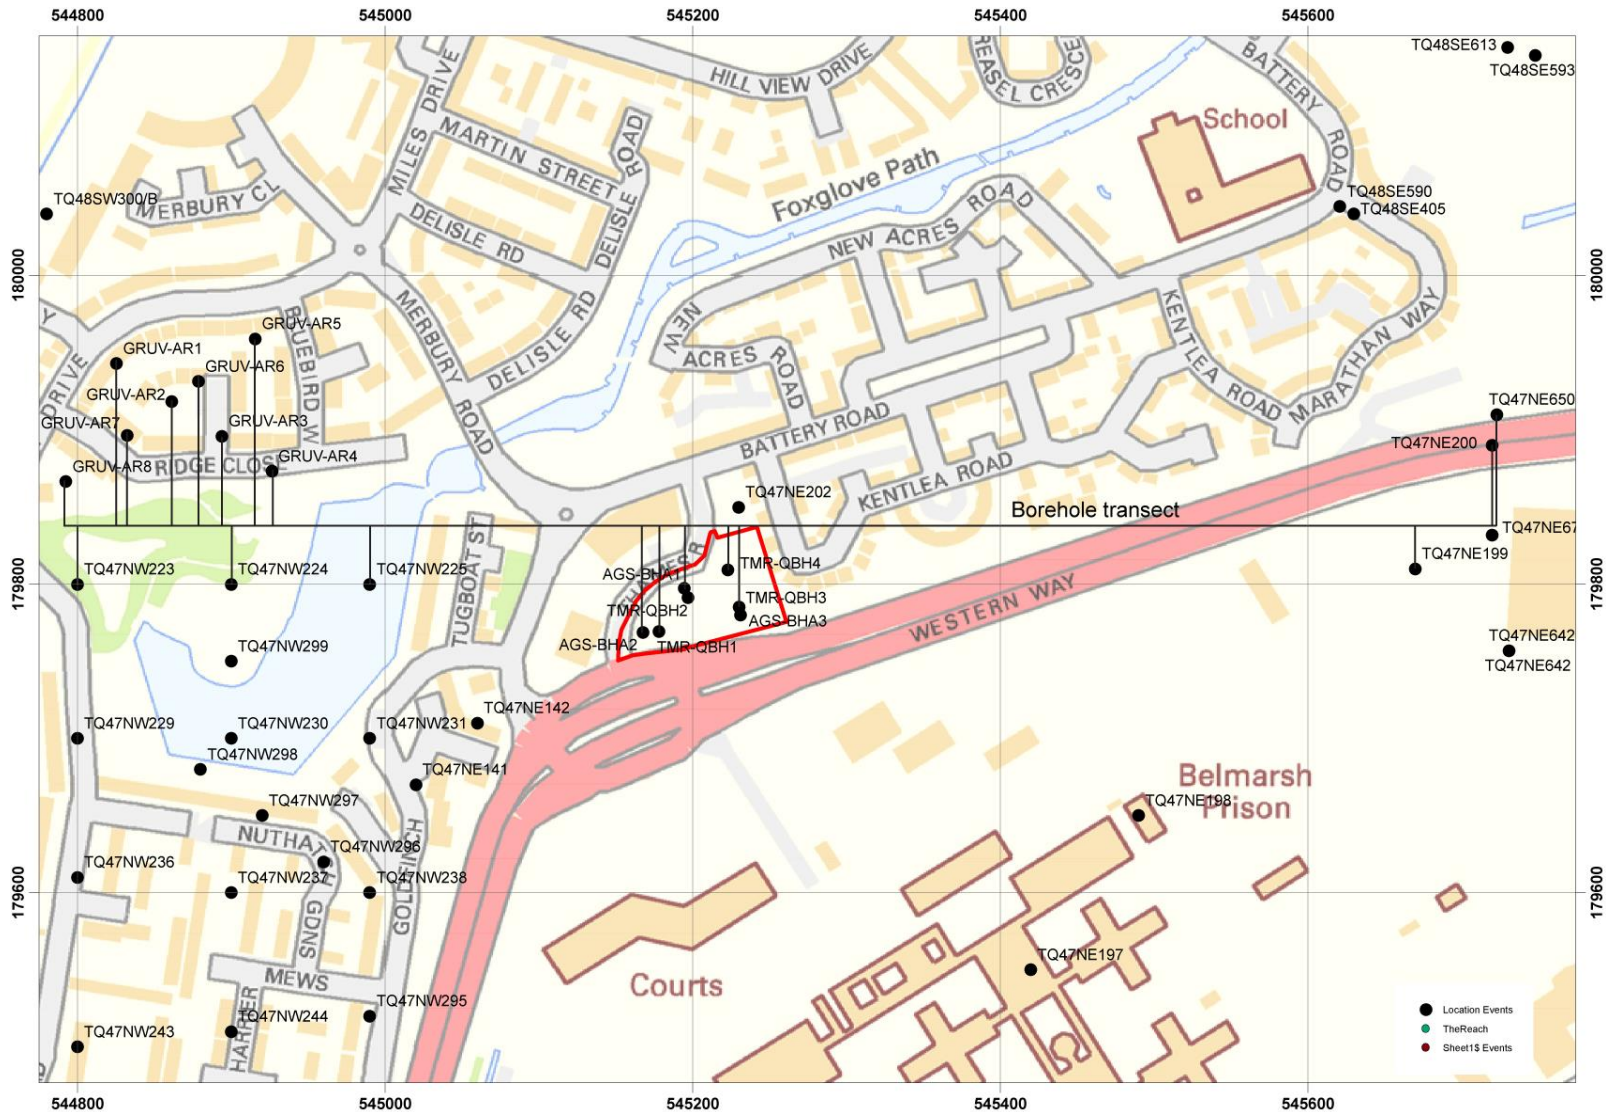 544800 545000 545200 545400 545600
TQ48SE613
TQ48SE593
HILL VIEW DRIVE
REASEL CRESCE
BATTERY ROAD
School
MILES DRIVE
MARTIN STREET
DELISLE ROAD
Foxglove Path
TQ48SW300/B
MERBURY CL
DELISLE RD
NEW ACRES ROAD
TQ48SE590
TQ48SE405
180000
180000
MERBURY ROAD
DELISLE RD
NEW ACRES ROAD
KENTLEA ROAD
MARATHAN WAY
Y
DRIVE
BLUEBIRD W
GRUV-AR5
GRUV-AR1
GRUV-AR6
GRUV-AR2
GRUV-AR7
GRUV-AR3
GRUV-AR8
RIDGE CLOSE
GRUV-AR4
BATTERY ROAD
KENTLEA ROAD
TQ47NE650
TQ47NE200
TQ47NE202
Borehole transect
TQ47NE67
TQ47NE199
179800
179800
TQ47NW223
TQ47NW224
TQ47NW225
TUGBOAT ST
AGS-BHA1
TMR-QBH4
TMR-QBH2
TMR-QBH3
AGS-BHA3
AGS-BHA2
TMR-QBH1
WESTERN WAY
TQ47NE642
TQ47NE642
TQ47NW299
TQ47NW229
TQ47NW230
TQ47NW231
TQ47NE142
TQ47NW298
TQ47NE141
TQ47NW297
Belmarsh
Prison
TQ47NE198
NUTHATCH GDNS
TQ47NW296
GOLDFINCH
TQ47NW236
TQ47NW237
TQ47NW238
179600
179600
TQ47NE197
Courts
MEWS
HARRIER
TQ47NW295
TQ47NW243
TQ47NW244
Location Events
TheReach
Sheet1$ Events
544800 545000 545200 545400 545600